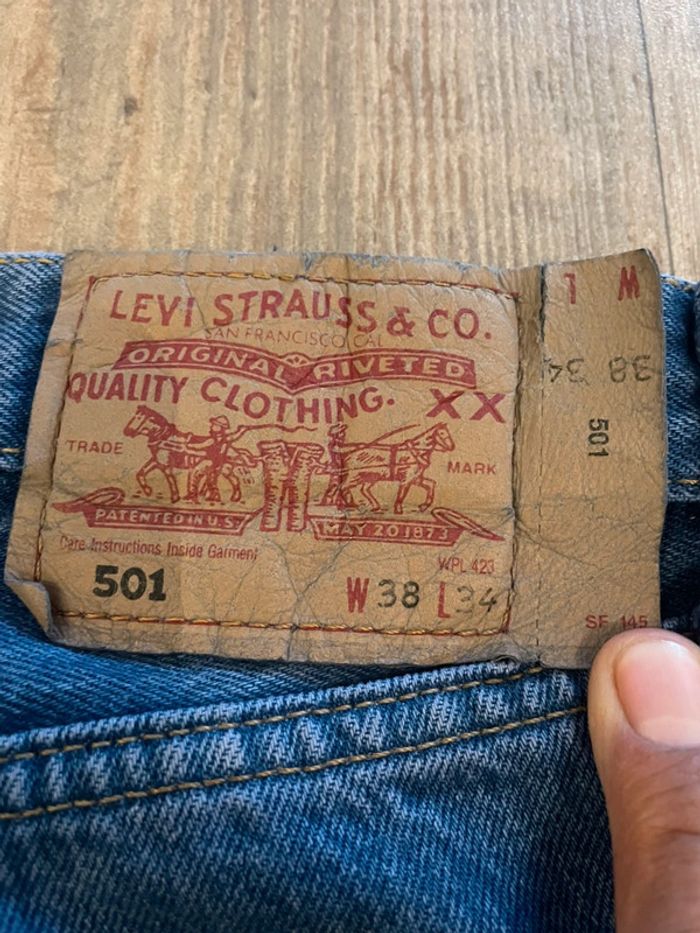 LEVI STRAUSS & CO.
SAN FRANCISCO CAL
ORIGINAL RIVETED
QUALITY CLOTHING. XX
TRADE MARK
PATENTED IN U.S.
MAY 20 1873
Care Instructions Inside Garment
WPL 423
501 W 38 L 34
L W
34 38
501
SF 145